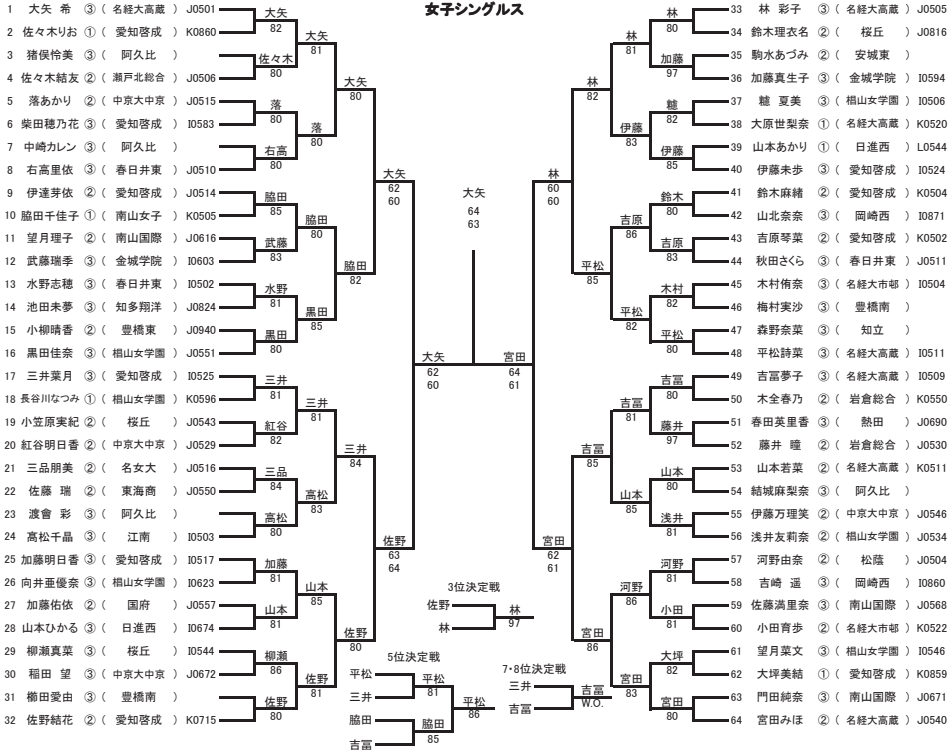 女子シングルス
1 大矢 希 ③ ( 名経大高蔵 ) J0501
2 佐々木りお ① ( 愛知啓成 ) K0860
3 猪俣怜美 ③ ( 阿久比 )
4 佐々木結友 ② ( 瀬戸北総合 ) J0506
5 落あかり ② ( 中京大中京 ) J0515
6 柴田穂乃花 ③ ( 愛知啓成 ) I0583
7 中崎カレン ③ ( 阿久比 )
8 右高里依 ③ ( 春日井東 ) J0510
9 伊達芽依 ② ( 愛知啓成 ) J0514
10 脇田千佳子 ① ( 南山女子 ) K0505
11 望月理子 ② ( 南山国際 ) J0616
12 武藤瑞季 ③ ( 金城学院 ) I0603
13 水野志穂 ③ ( 春日井東 ) I0502
14 池田未夢 ③ ( 知多翔洋 ) J0824
15 小柳晴香 ② ( 豊橋東 ) J0940
16 黒田佳奈 ③ ( 椙山女学園 ) J0551
17 三井葉月 ③ ( 愛知啓成 ) I0525
18 長谷川なつみ ① ( 椙山女学園 ) K0596
19 小笠原実紀 ② ( 桜丘 ) J0543
20 紅谷明日香 ② ( 中京大中京 ) J0529
21 三品朋美 ② ( 名女大 ) J0516
22 佐藤 瑞 ② ( 東海商 ) J0550
23 渡會 彩 ③ ( 阿久比 )
24 高松千晶 ③ ( 江南 ) I0503
25 加藤明日香 ③ ( 愛知啓成 ) I0517
26 向井亜優奈 ③ ( 椙山女学園 ) I0623
27 加藤佑依 ② ( 国府 ) J0557
28 山本ひかる ③ ( 日進西 ) I0674
29 柳瀬真菜 ③ ( 桜丘 ) I0544
30 稲田 望 ③ ( 中京大中京 ) J0672
31 櫛田愛由 ③ ( 豊橋南 )
32 佐野結花 ② ( 愛知啓成 ) K0715
大矢
82
佐々木
80
落
80
右高
80
脇田
85
武藤
83
水野
81
黒田
80
三井
81
紅谷
82
三品
84
高松
80
加藤
81
山本
81
柳瀬
86
佐野
80
大矢
81
落
80
脇田
80
黒田
85
三井
81
高松
83
山本
85
佐野
81
大矢
80
脇田
82
三井
84
佐野
80
大矢
62
60
佐野
63
64
大矢
62
60
大矢
64
63
宮田
64
61
林
60
60
宮田
62
61
林
82
平松
85
吉冨
85
宮田
86
林
81
伊藤
83
吉原
86
平松
82
吉冨
81
山本
85
河野
86
宮田
83
林
80
加藤
97
糖 
82
伊藤
85
鈴木
80
吉原
83
木村
82
平松
80
吉冨
80
藤井
97
山本
80
浅井
81
河野
81
小田
81
大坪
82
宮田
80
33 林 彩子 ③ ( 名経大高蔵 ) J0505
34 鈴木理衣名 ② ( 桜丘 ) J0816
35 駒水あづみ ② ( 安城東 )
36 加藤真生子 ③ ( 金城学院 ) I0594
37 夏美 ③ ( 椙山女学園 ) I0506
38 大原世梨奈 ① ( 名経大高蔵 ) K0520
39 山本あかり ① ( 日進西 ) L0544
40 伊藤未歩 ③ ( 愛知啓成 ) I0524
41 鈴木麻緒 ② ( 愛知啓成 ) K0504
42 山北奈奈 ③ ( 岡崎西 ) I0871
43 吉原琴菜 ② ( 愛知啓成 ) K0502
44 秋田さくら ③ ( 春日井東 ) J0511
45 木村侑奈 ③ ( 名経大市邨 ) I0504
46 梅村実沙 ③ ( 豊橋南 )
47 森野奈菜 ③ ( 知立 )
48 平松詩菜 ③ ( 名経大高蔵 ) I0511
49 吉冨夢子 ③ ( 名経大高蔵 ) I0509
50 木全春乃 ② ( 岩倉総合 ) K0550
51 春田英里香 ③ ( 熱田 ) J0690
52 藤井 瞳 ② ( 岩倉総合 ) J0530
53 山本若菜 ② ( 名経大高蔵 ) K0511
54 結城麻梨奈 ③ ( 阿久比 )
55 伊藤万理笑 ② ( 中京大中京 ) J0546
56 浅井友莉奈 ② ( 椙山女学園 ) J0534
57 河野由奈 ② ( 松蔭 ) J0504
58 吉崎 遥 ③ ( 岡崎西 ) I0860
59 佐藤満里奈 ③ ( 南山国際 ) J0568
60 小田育歩 ② ( 名経大市邨 ) K0522
61 望月菜文 ③ ( 椙山女学園 ) I0546
62 大坪美結 ① ( 愛知啓成 ) K0859
63 門田純奈 ③ ( 南山国際 ) J0671
64 宮田みほ ② ( 名経大高蔵 ) J0540
3位決定戦
佐野
林
林
97
5位決定戦
平松
三井
平松
81
脇田
吉冨
脇田
85
平松
86
7・8位決定戦
三井
吉冨
吉冨
W.O.